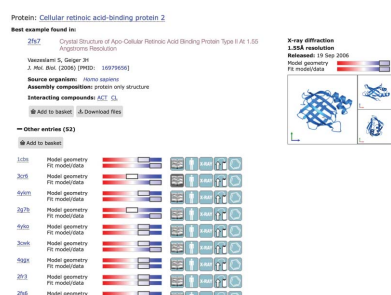 Protein: Cellular retinoic acid-binding protein 2
Best example found in:
2fs7 Crystal Structure of Apo-Cellular Retinoic Acid Binding Protein Type II At 1.55
Angstroms Resolution
Vaezeslami S, Geiger JH
J. Mol. Biol. (2006) [PMID: 16979656]
Source organism: Homo sapiens
Assembly composition: protein only structure
Interacting compounds: ACT CL
Add to basket Download files
X-ray diffraction
1.55Å resolution
Released: 19 Sep 2006
Model geometry
Fit model/data
Other entries (52)
Add to basket
1cbs Model geometry
Fit model/data
3cr6 Model geometry
Fit model/data
4ykm Model geometry
Fit model/data
2g7b Model geometry
Fit model/data
4yko Model geometry
Fit model/data
3cwk Model geometry
Fit model/data
4qgx Model geometry
Fit model/data
2fr3 Model geometry
Fit model/data
2fs6 Model geometry